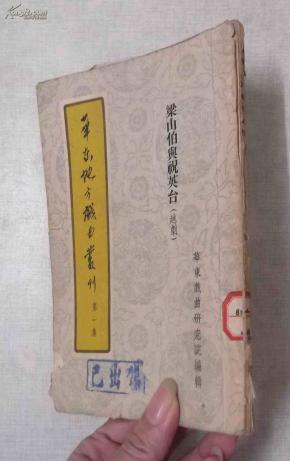 梁山伯與祝英台(越劇)
華东地方戲曲叢刊
第一集
華東戲曲研究院編輯